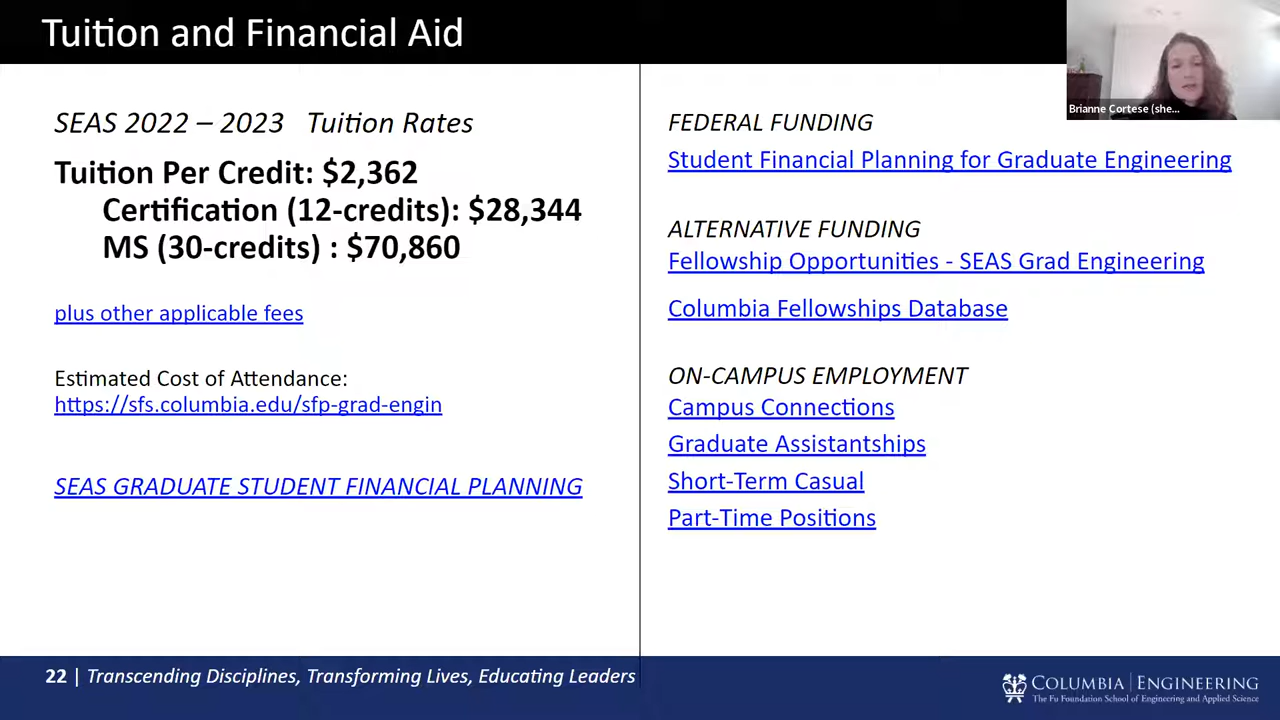 Tuition and Financial Aid
Brianne Cortese (she...
SEAS 2022 – 2023 Tuition Rates
Tuition Per Credit: $2,362
Certification (12-credits): $28,344
MS (30-credits) : $70,860
plus other applicable fees
Estimated Cost of Attendance:
https://sfs.columbia.edu/sfp-grad-engin
SEAS GRADUATE STUDENT FINANCIAL PLANNING
FEDERAL FUNDING
Student Financial Planning for Graduate Engineering
ALTERNATIVE FUNDING
Fellowship Opportunities - SEAS Grad Engineering
Columbia Fellowships Database
ON-CAMPUS EMPLOYMENT
Campus Connections
Graduate Assistantships
Short-Term Casual
Part-Time Positions
22 | Transcending Disciplines, Transforming Lives, Educating Leaders
COLUMBIA | ENGINEERING
The Fu Foundation School of Engineering and Applied Science